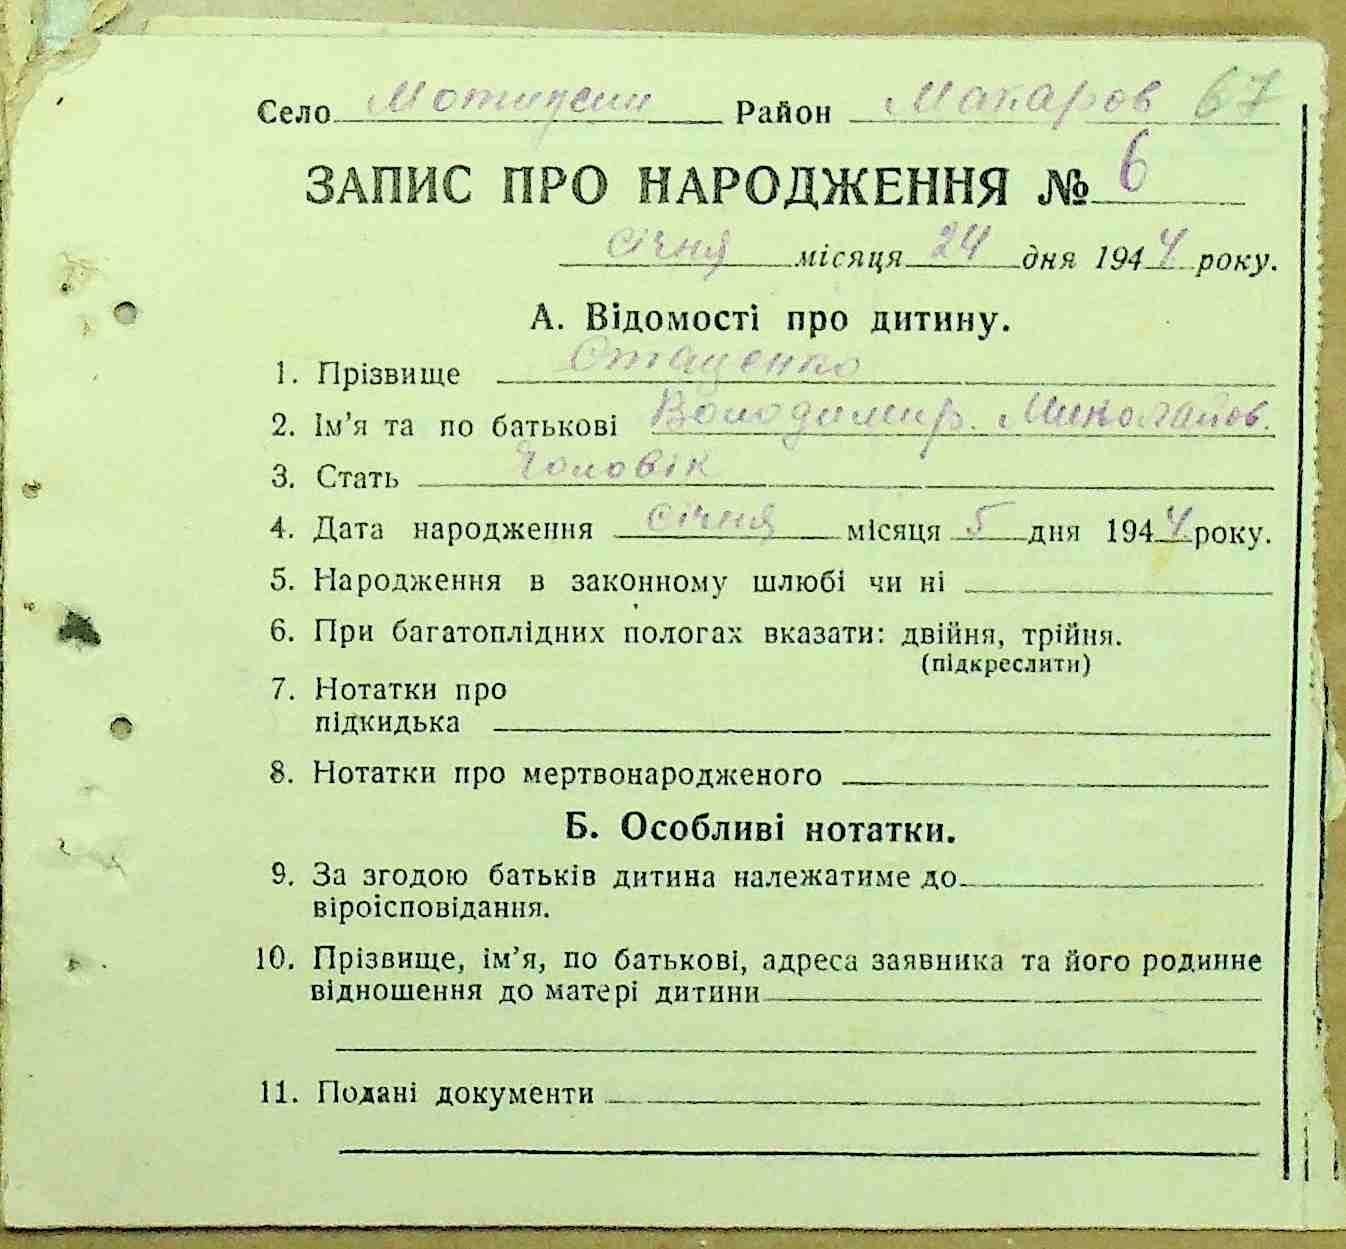 Село Мотижин Район Макаров 67
ЗАПИС ПРО НАРОДЖЕННЯ № 6
січня місяця 24 дня 1944 року.
А. Відомості про дитину.
1. Прізвище Стаценко
2. Ім'я та по батькові Володимир. Миколайов.
3. Стать Чоловік
4. Дата народження січня місяця 5 дня 1944 року.
5. Народження в законному шлюбі чи ні
6. При багатоплідних пологах вказати: двійня, трійня.
(підкреслити)
7. Нотатки про
підкидька
8. Нотатки про мертвонародженого
Б. Особливі нотатки.
9. За згодою батьків дитина належатиме до
віроісповідання.
10. Прізвище, ім'я, по батькові, адреса заявника та його родинне
відношення до матері дитини
11. Подані документи